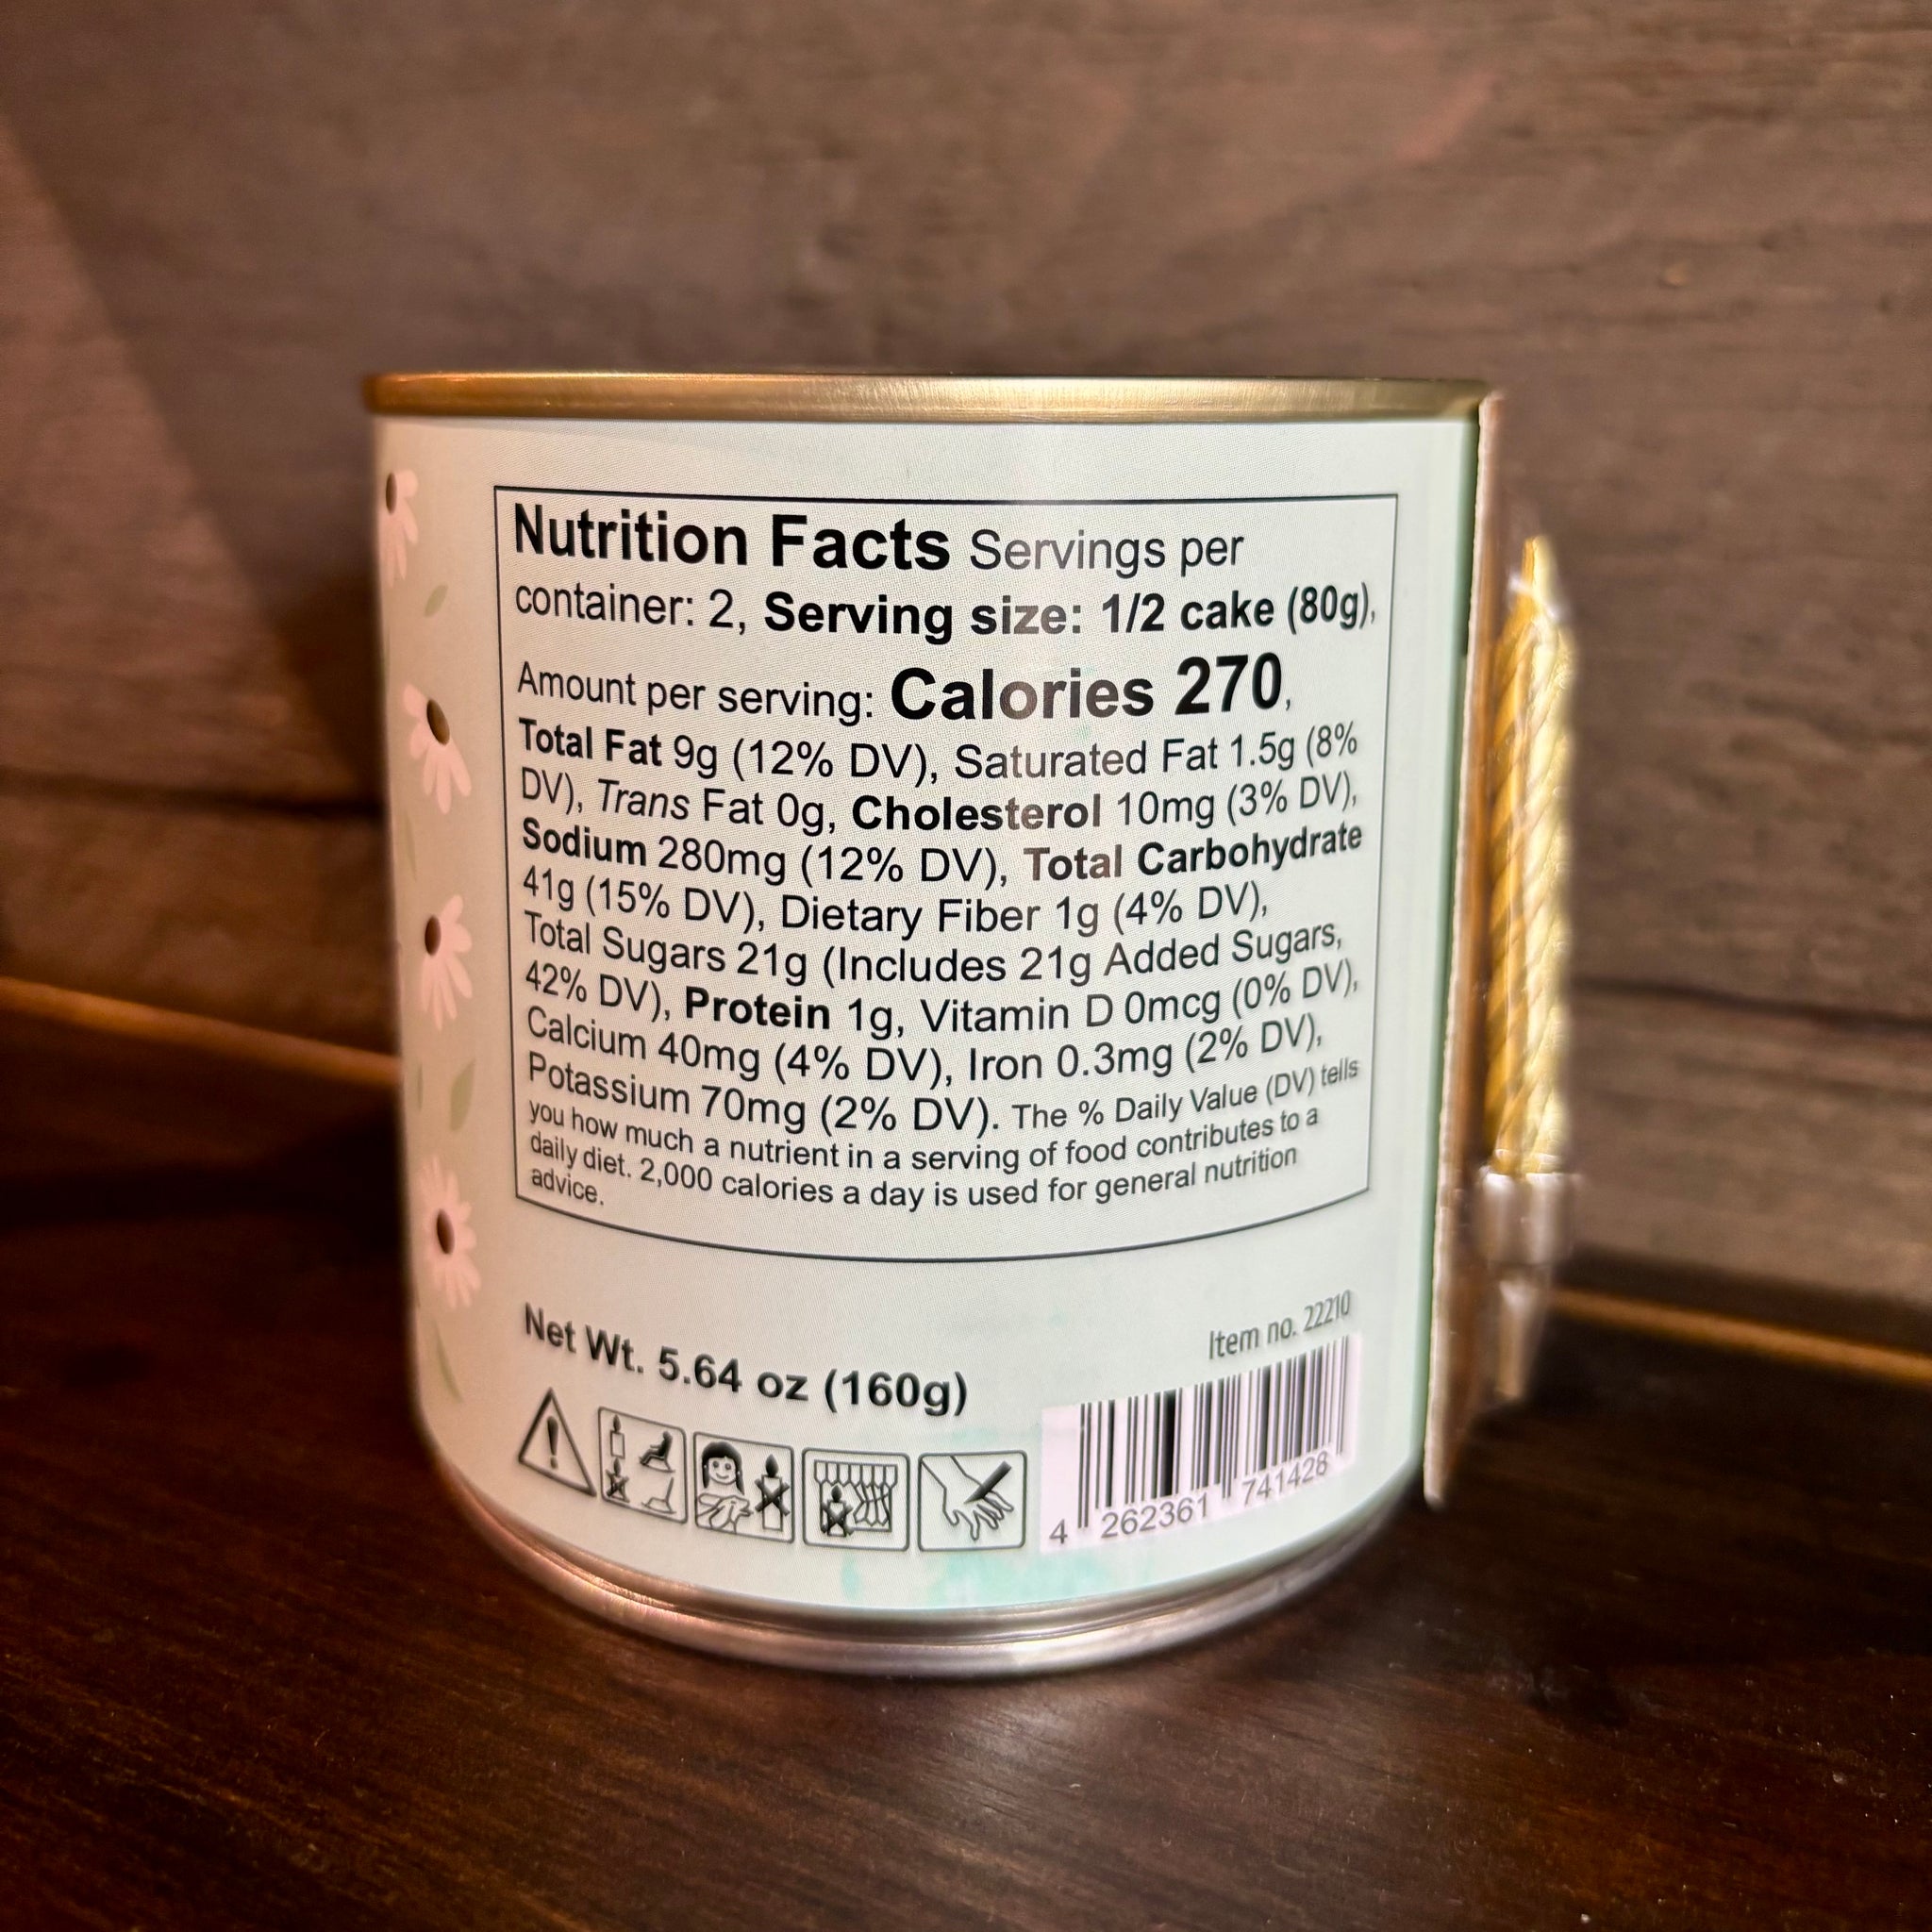 Nutrition Facts Servings per
container: 2, Serving size: 1/2 cake (80g),
Amount per serving: Calories 270,
Total Fat 9g (12% DV), Saturated Fat 1.5g (8%
DV), Trans Fat 0g, Cholesterol 10mg (3% DV),
Sodium 280mg (12% DV), Total Carbohydrate
41g (15% DV), Dietary Fiber 1g (4% DV),
Total Sugars 21g (Includes 21g Added Sugars,
42% DV), Protein 1g, Vitamin D 0mcg (0% DV),
Calcium 40mg (4% DV), Iron 0.3mg (2% DV),
Potassium 70mg (2% DV). The % Daily Value (DV) tells
you how much a nutrient in a serving of food contributes to a
daily diet. 2,000 calories a day is used for general nutrition
advice.
Net Wt. 5.64 oz (160g)
Item no. 22210
4 262361 741428